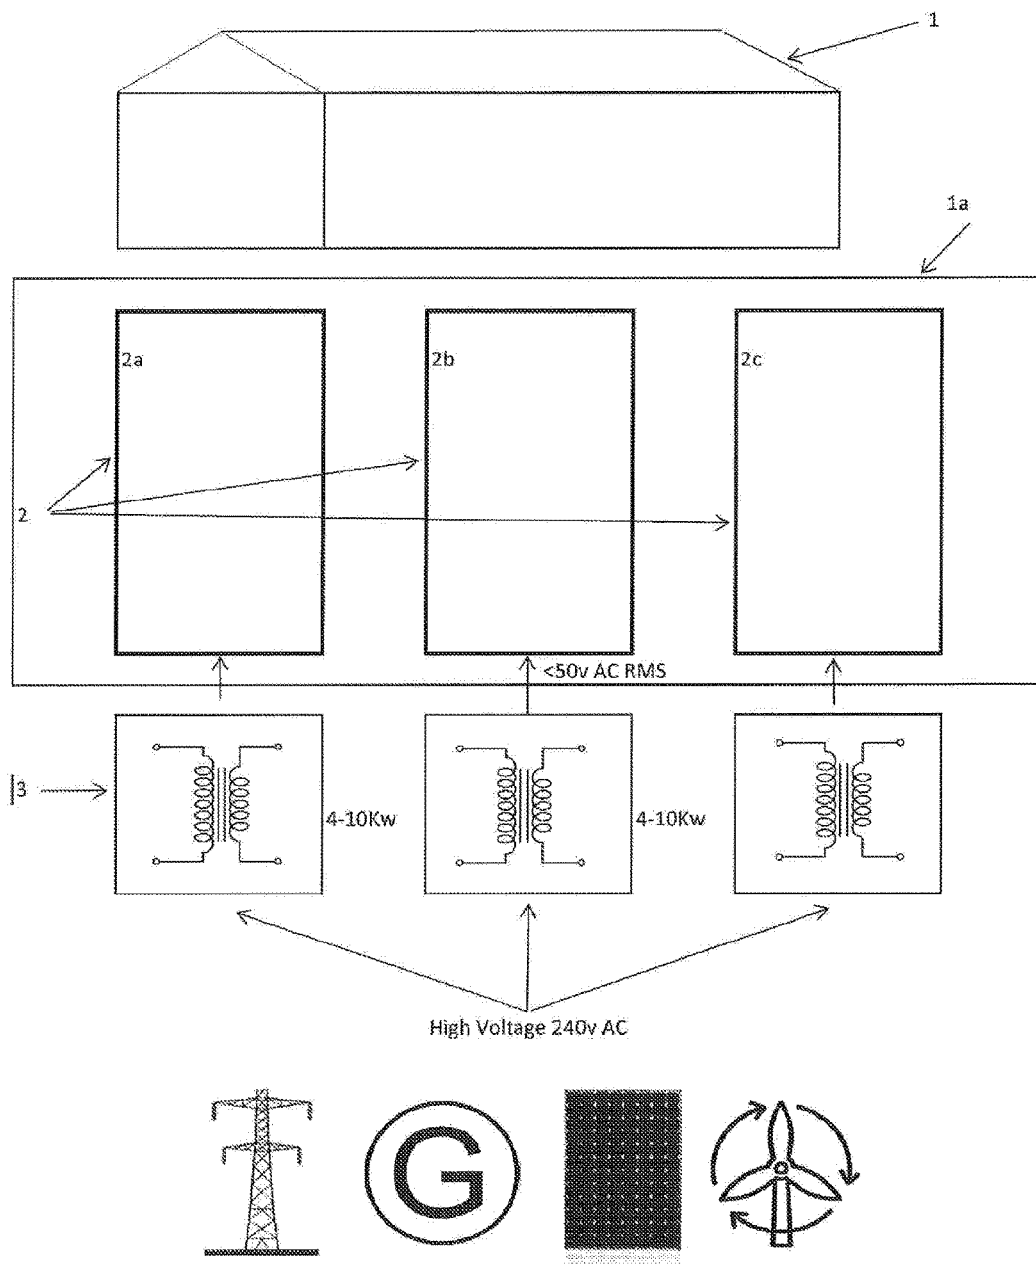 1
1a
2a
2b
2c
2
<50v AC RMS
3
4-10Kw
4-10Kw
High Voltage 240v AC
G